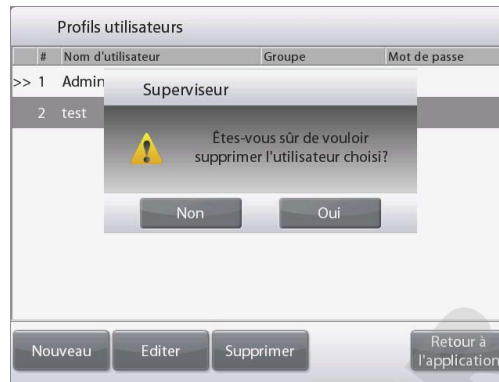 Profils utilisateurs
# Nom d'utilisateur Groupe Mot de passe
>> 1 Admin
2 test
Superviseur
Êtes-vous sûr de vouloir
supprimer l'utilisateur choisi?
Non Oui
Nouveau Editer Supprimer Retour à
l'application